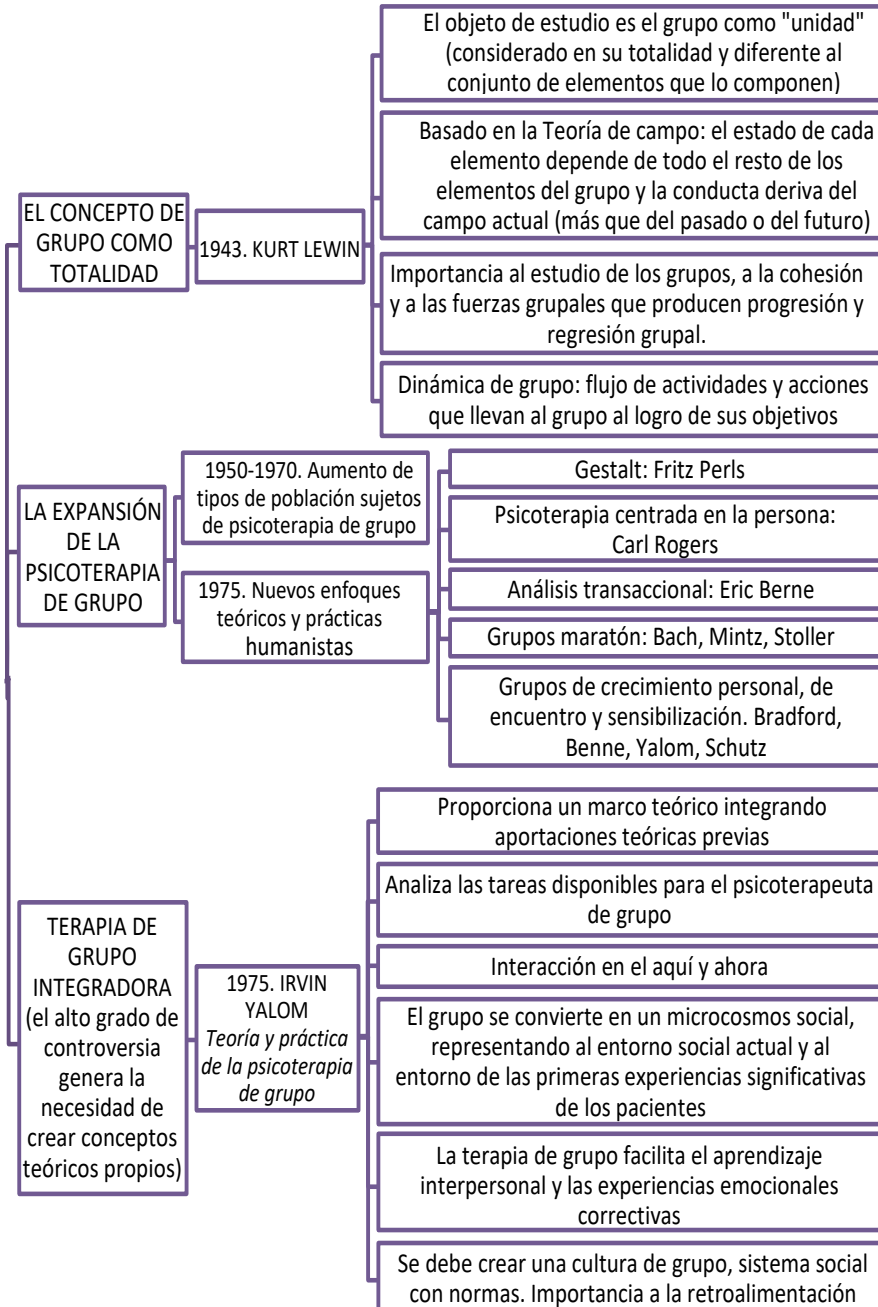 EL CONCEPTO DE
GRUPO COMO
TOTALIDAD
1943. KURT LEWIN
El objeto de estudio es el grupo como "unidad"
(considerado en su totalidad y diferente al
conjunto de elementos que lo componen)
Basado en la Teoría de campo: el estado de cada
elemento depende de todo el resto de los
elementos del grupo y la conducta deriva del
campo actual (más que del pasado o del futuro)
Importancia al estudio de los grupos, a la cohesión
y a las fuerzas grupales que producen progresión y
regresión grupal.
Dinámica de grupo: flujo de actividades y acciones
que llevan al grupo al logro de sus objetivos
LA EXPANSIÓN
DE LA
PSICOTERAPIA
DE GRUPO
1950-1970. Aumento de
tipos de población sujetos
de psicoterapia de grupo
1975. Nuevos enfoques
teóricos y prácticas
humanistas
Gestalt: Fritz Perls
Psicoterapia centrada en la persona:
Carl Rogers
Análisis transaccional: Eric Berne
Grupos maratón: Bach, Mintz, Stoller
Grupos de crecimiento personal, de
encuentro y sensibilización. Bradford,
Benne, Yalom, Schutz
TERAPIA DE
GRUPO
INTEGRADORA
(el alto grado de
controversia
genera la
necesidad de
crear conceptos
teóricos propios)
1975. IRVIN
YALOM
Teoría y práctica
de la psicoterapia
de grupo
Proporciona un marco teórico integrando
aportaciones teóricas previas
Analiza las tareas disponibles para el psicoterapeuta
de grupo
Interacción en el aquí y ahora
El grupo se convierte en un microcosmos social,
representando al entorno social actual y al
entorno de las primeras experiencias significativas
de los pacientes
La terapia de grupo facilita el aprendizaje
interpersonal y las experiencias emocionales
correctivas
Se debe crear una cultura de grupo, sistema social
con normas. Importancia a la retroalimentación